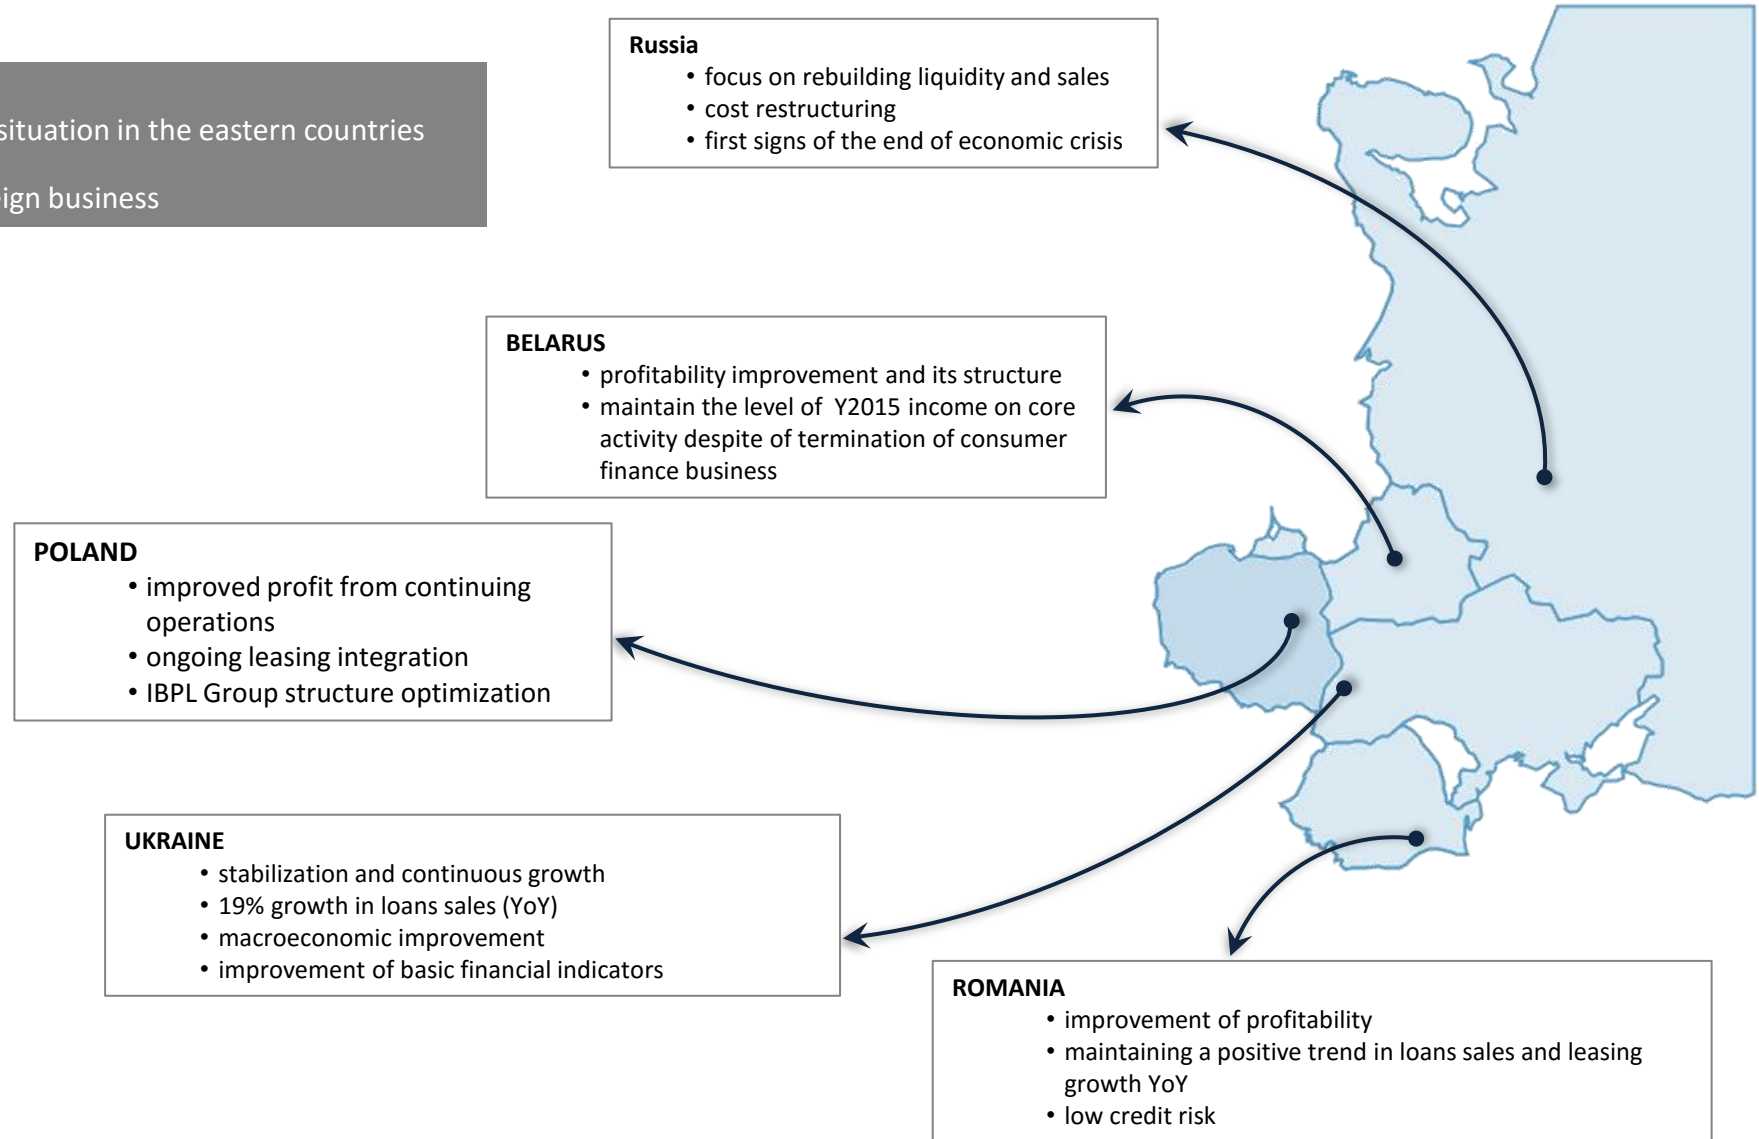 situation in the eastern countries
business
Russia
• focus on rebuilding liquidity and sales
• cost restructuring
• first signs of the end of economic crisis
BELARUS
• profitability improvement and its structure
• maintain the level of Y2015 income on core
activity despite of termination of consumer
finance business
POLAND
• improved profit from continuing
operations
• ongoing leasing integration
• IBPL Group structure optimization
UKRAINE
• stabilization and continuous growth
• 19% growth in loans sales (YoY)
• macroeconomic improvement
• improvement of basic financial indicators
ROMANIA
• improvement of profitability
• maintaining a positive trend in loans sales and leasing
growth YoY
• low credit risk